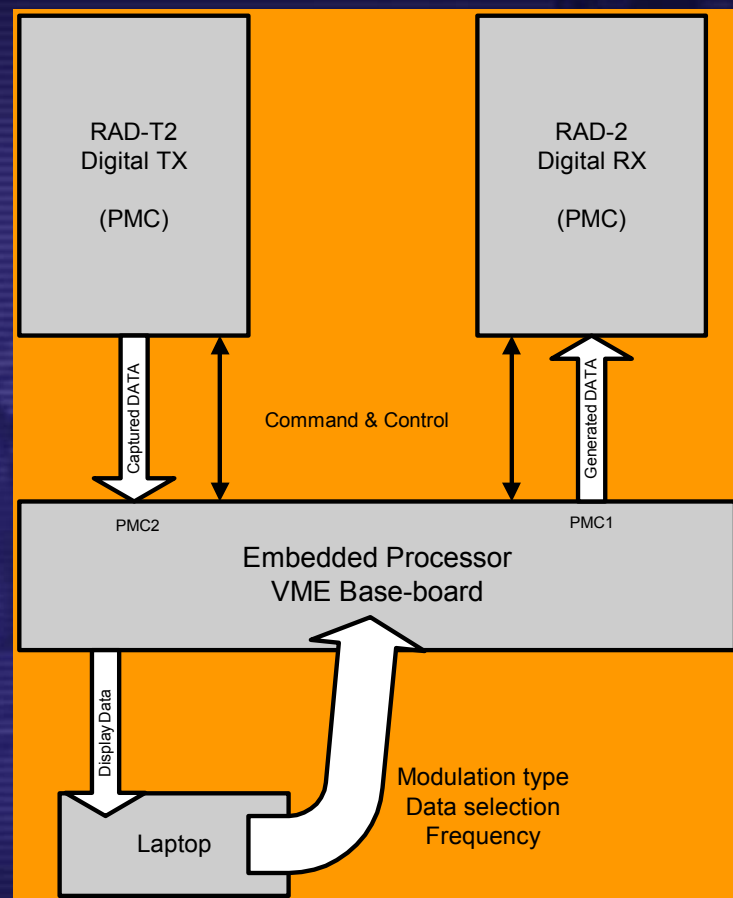 RAD-T2
Digital TX
(PMC)
RAD-2
Digital RX
(PMC)
Captured DATA
Command & Control
Generated DATA
PMC2
PMC1
Embedded Processor
VME Base-board
Display Data
Laptop
Modulation type
Data selection
Frequency